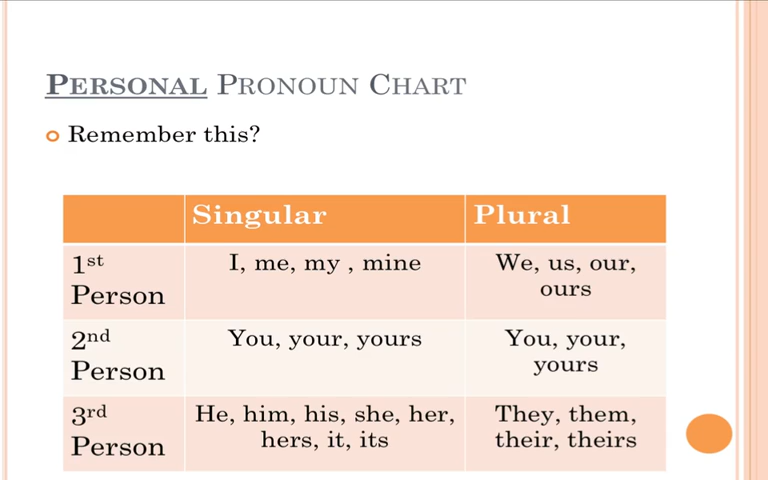 PERSONAL PRONOUN CHART
Remember this?
Singular Plural
1st Person I, me, my , mine We, us, our, ours
2nd Person You, your, yours You, your, yours
3rd Person He, him, his, she, her, hers, it, its They, them, their, theirs